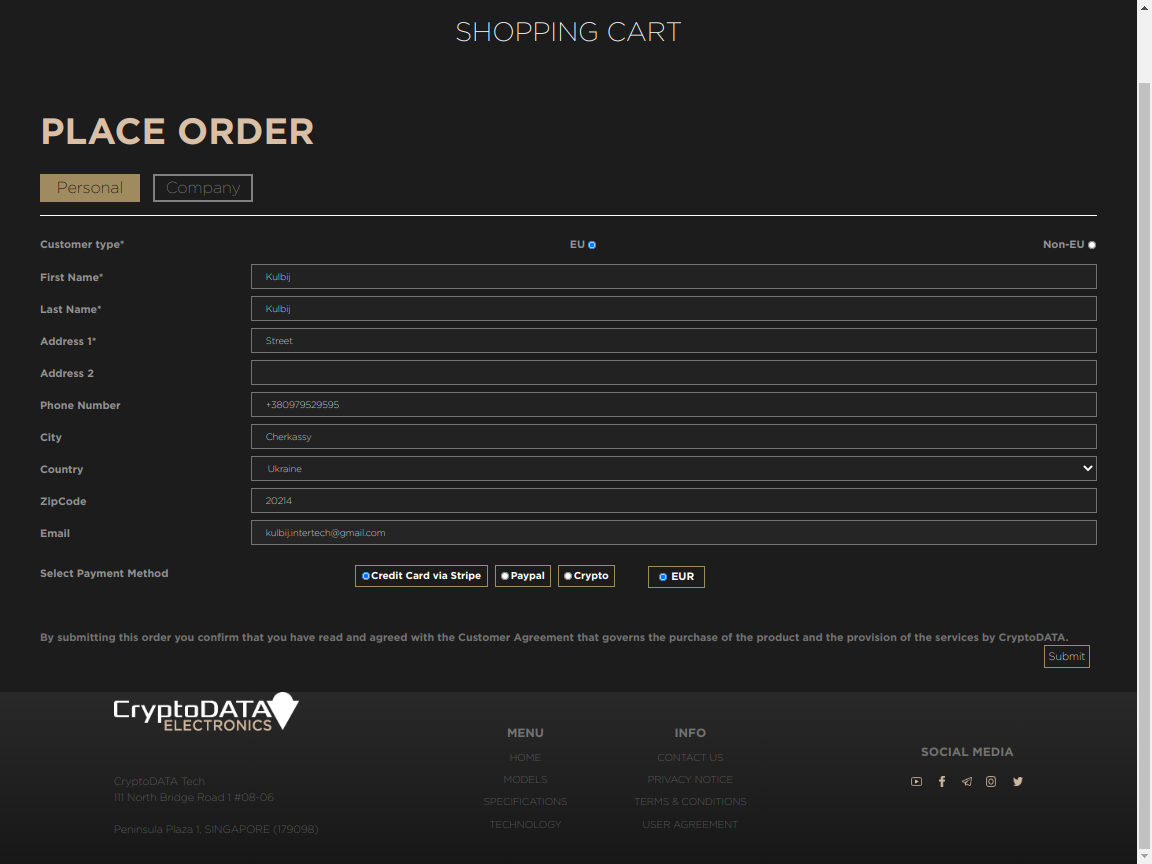 SHOPPING CART
PLACE ORDER
Personal Company
Customer type* EU Non-EU
First Name* Kulbij
Last Name* Kulbij
Address 1* Street
Address 2
Phone Number +380979529595
City Cherkassy
Country Ukraine
ZipCode 20214
Email kulbij.intertech@gmail.com
Select Payment Method Credit Card via Stripe Paypal Crypto EUR
By submitting this order you confirm that you have read and agreed with the Customer Agreement that governs the purchase of the product and the provision of the services by CryptoDATA.
Submit
CryptoDATA
ELECTRONICS
CryptoDATA Tech
111 North Bridge Road 1 #08-06
Peninsula Plaza 1, SINGAPORE (179098)
MENU
HOME
MODELS
SPECIFICATIONS
TECHNOLOGY
INFO
CONTACT US
PRIVACY NOTICE
TERMS & CONDITIONS
USER AGREEMENT
SOCIAL MEDIA